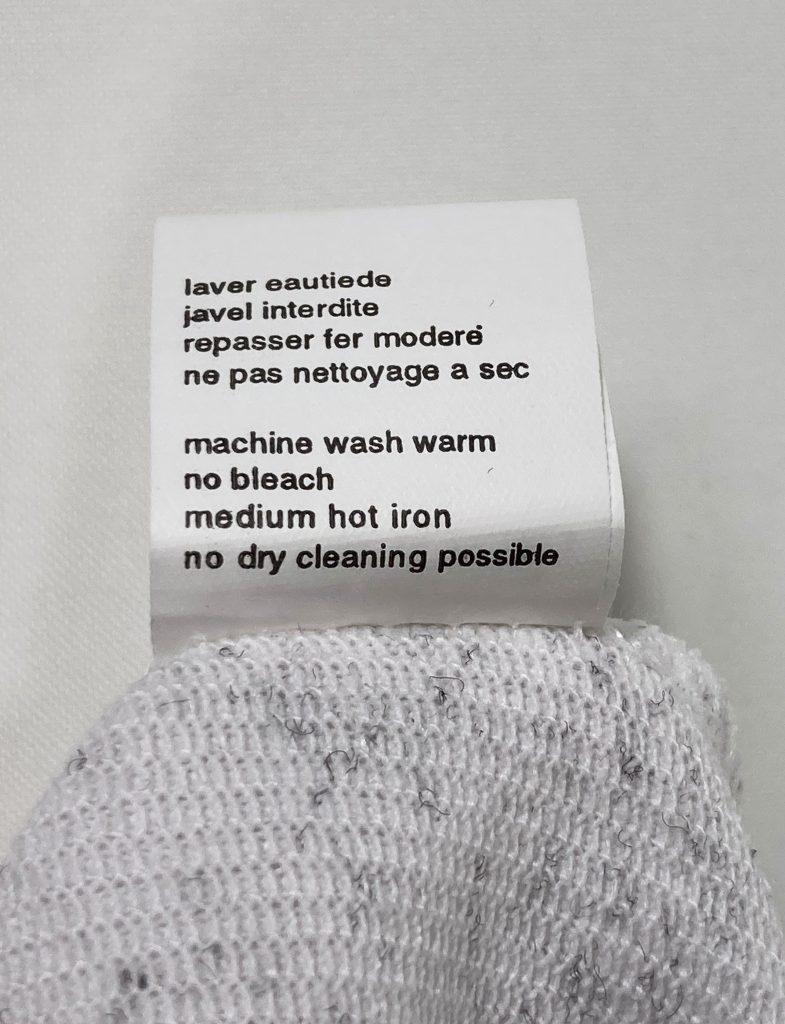 laver eautiede
javel interdite
repasser fer moderé
ne pas nettoyage a sec
machine wash warm
no bleach
medium hot iron
no dry cleaning possible